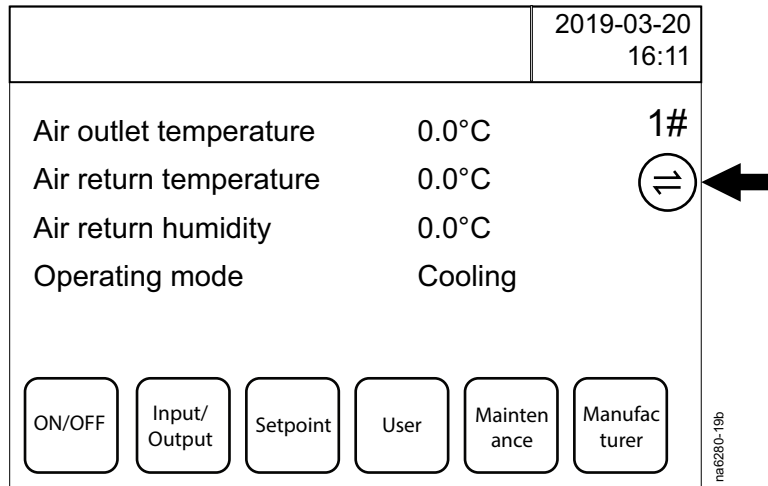 2019-03-20
16:11
1#
Air outlet temperature 0.0°C
Air return temperature 0.0°C
Air return humidity 0.0°C
Operating mode Cooling
ON/OFF
Input/
Output
Setpoint
User
Mainten
ance
Manufac
turer
na6280-19b